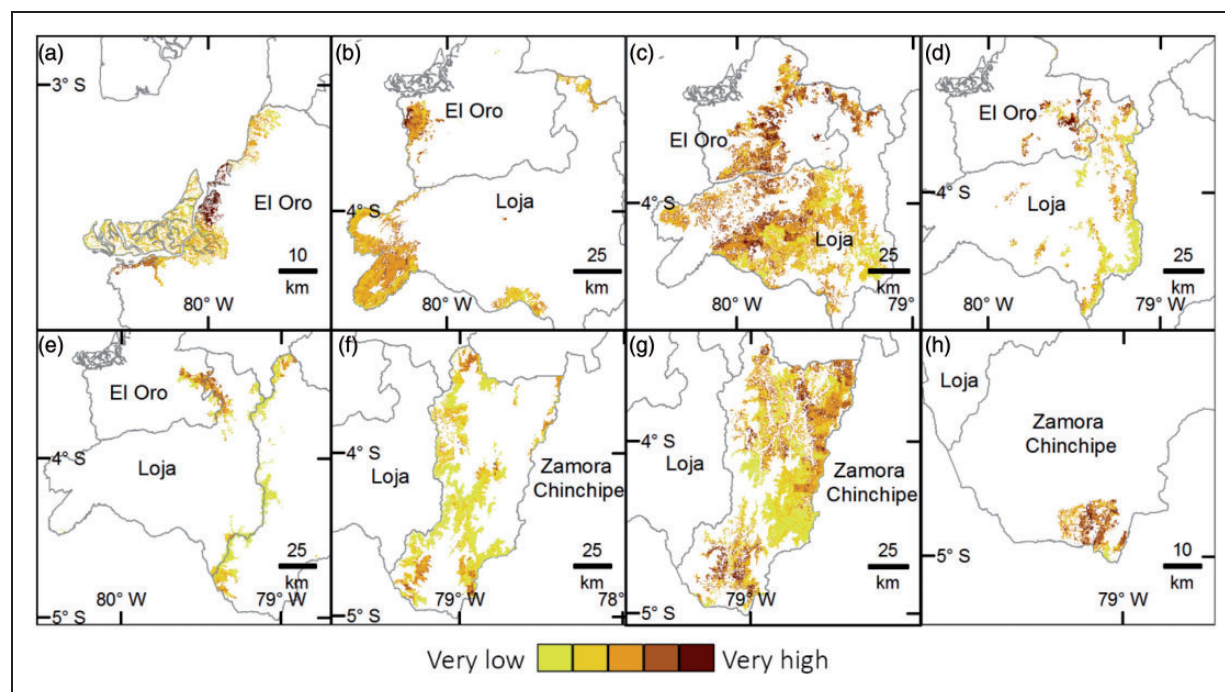 (a)
3° S
El Oro
4° S
10
km
80° W
(b)
El Oro
Loja
4° S
25
km
80° W
(c)
El Oro
Loja
4° S
25
km
80° W
79°
(d)
El Oro
4° S
Loja
25
km
80° W
79° W
(e)
El Oro
4° S
Loja
25
km
80° W
79° W
5° S
(f)
4° S
Loja
Zamora
Chinchipe
25
km
79° W
78°
5° S
(g)
4° S
Loja
Zamora
Chinchipe
25
km
79° W
5° S
(h)
Loja
Zamora
Chinchipe
5° S
10
km
79° W
Very low
Very high